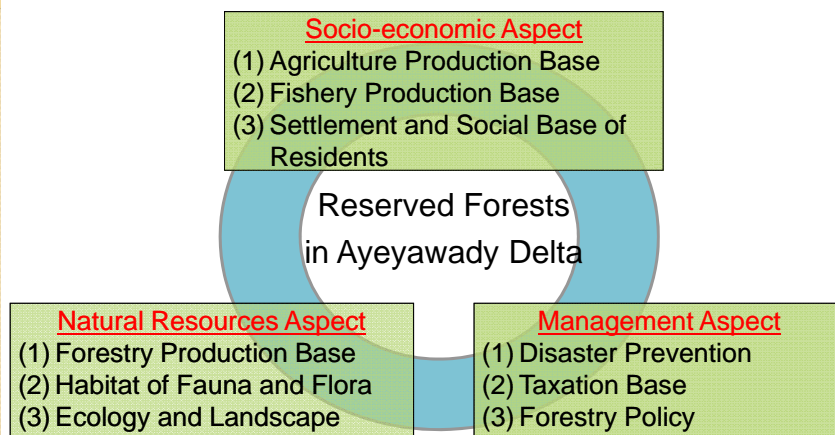 Socio-economic Aspect
(1) Agriculture Production Base
(2) Fishery Production Base
(3) Settlement and Social Base of
Residents
Reserved Forests
in Ayeyawady Delta
Natural Resources Aspect
(1) Forestry Production Base
(2) Habitat of Fauna and Flora
(3) Ecology and Landscape
Management Aspect
(1) Disaster Prevention
(2) Taxation Base
(3) Forestry Policy